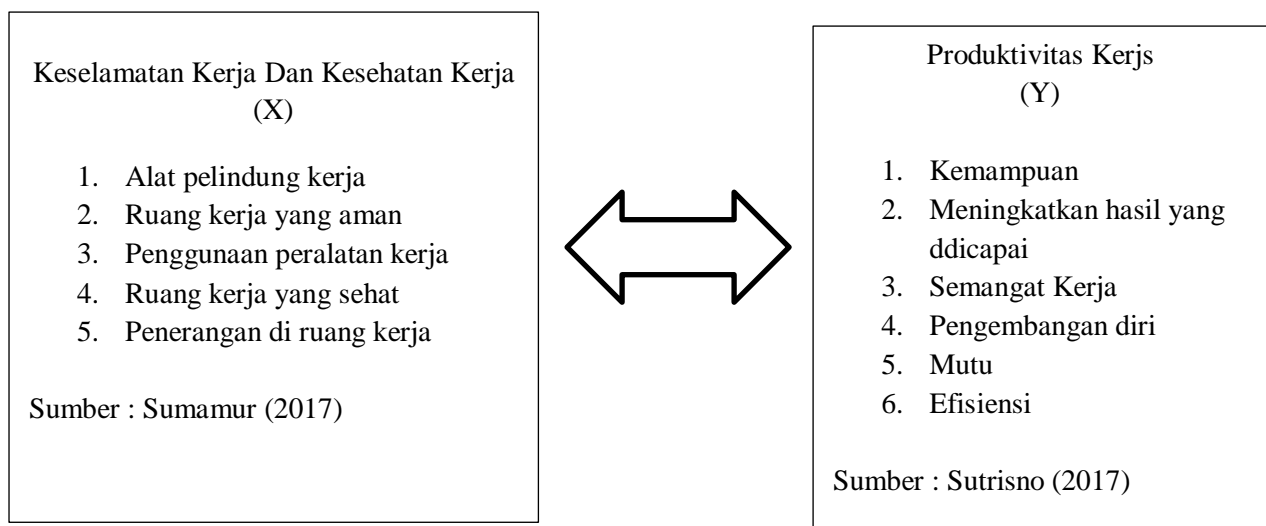 Keselamatan Kerja Dan Kesehatan Kerja
(X)
1. Alat pelindung kerja
2. Ruang kerja yang aman
3. Penggunaan peralatan kerja
4. Ruang kerja yang sehat
5. Penerangan di ruang kerja
Sumber : Sumamur (2017)
Produktivitas Kerjs
(Y)
1. Kemampuan
2. Meningkatkan hasil yang
ddicapai
3. Semangat Kerja
4. Pengembangan diri
5. Mutu
6. Efisiensi
Sumber : Sutrisno (2017)